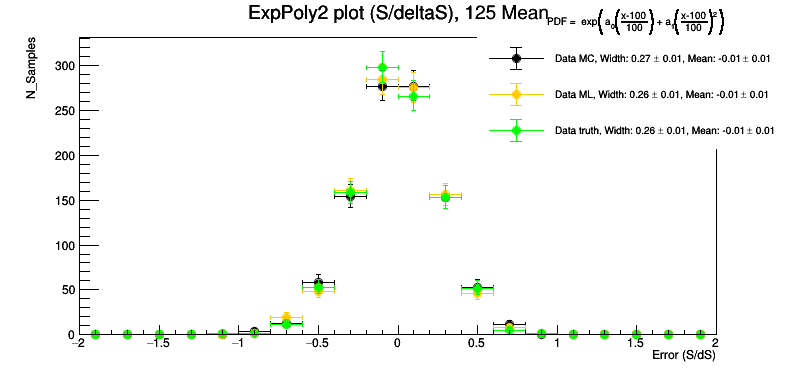 ExpPoly2 plot (S/deltaS), 125 Mean
PDF = exp(a₀(x-100/100) + a₁(x-100/100)²)
N_Samples
Data MC, Width: 0.27 ± 0.01, Mean: -0.01 ± 0.01
Data ML, Width: 0.26 ± 0.01, Mean: -0.01 ± 0.01
Data truth, Width: 0.26 ± 0.01, Mean: -0.01 ± 0.01
300
250
200
150
100
50
0
−2 −1.5 −1 −0.5 0 0.5 1 1.5 2
Error (S/dS)